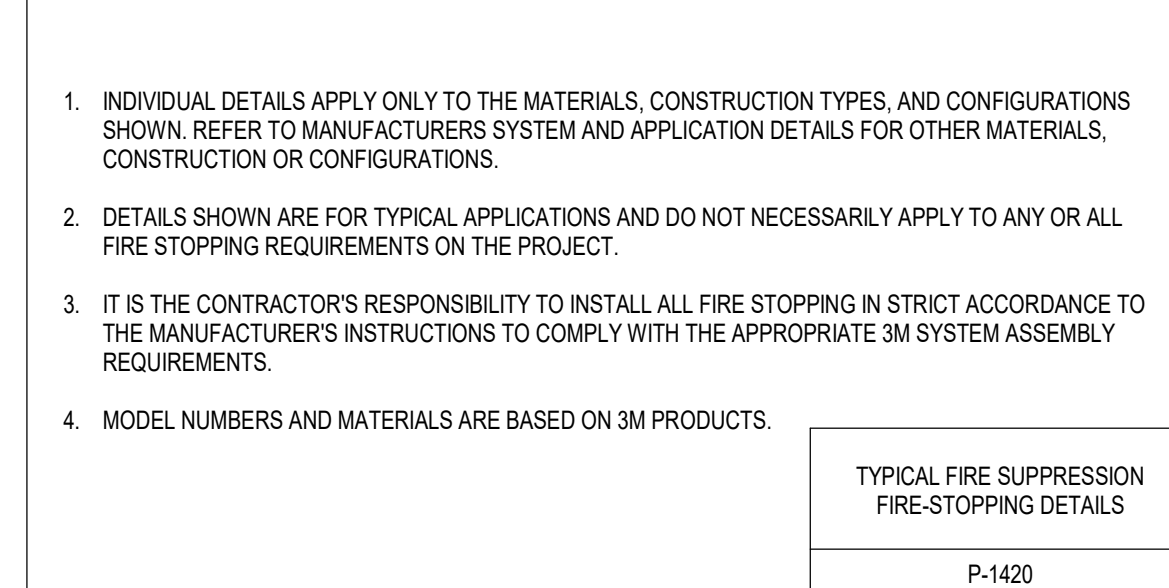 1. INDIVIDUAL DETAILS APPLY ONLY TO THE MATERIALS, CONSTRUCTION TYPES, AND CONFIGURATIONS
SHOWN. REFER TO MANUFACTURERS SYSTEM AND APPLICATION DETAILS FOR OTHER MATERIALS,
CONSTRUCTION OR CONFIGURATIONS.
2. DETAILS SHOWN ARE FOR TYPICAL APPLICATIONS AND DO NOT NECESSARILY APPLY TO ANY OR ALL
FIRE STOPPING REQUIREMENTS ON THE PROJECT.
3. IT IS THE CONTRACTOR'S RESPONSIBILITY TO INSTALL ALL FIRE STOPPING IN STRICT ACCORDANCE TO
THE MANUFACTURER'S INSTRUCTIONS TO COMPLY WITH THE APPROPRIATE 3M SYSTEM ASSEMBLY
REQUIREMENTS.
4. MODEL NUMBERS AND MATERIALS ARE BASED ON 3M PRODUCTS.
TYPICAL FIRE SUPPRESSION
FIRE-STOPPING DETAILS
P-1420